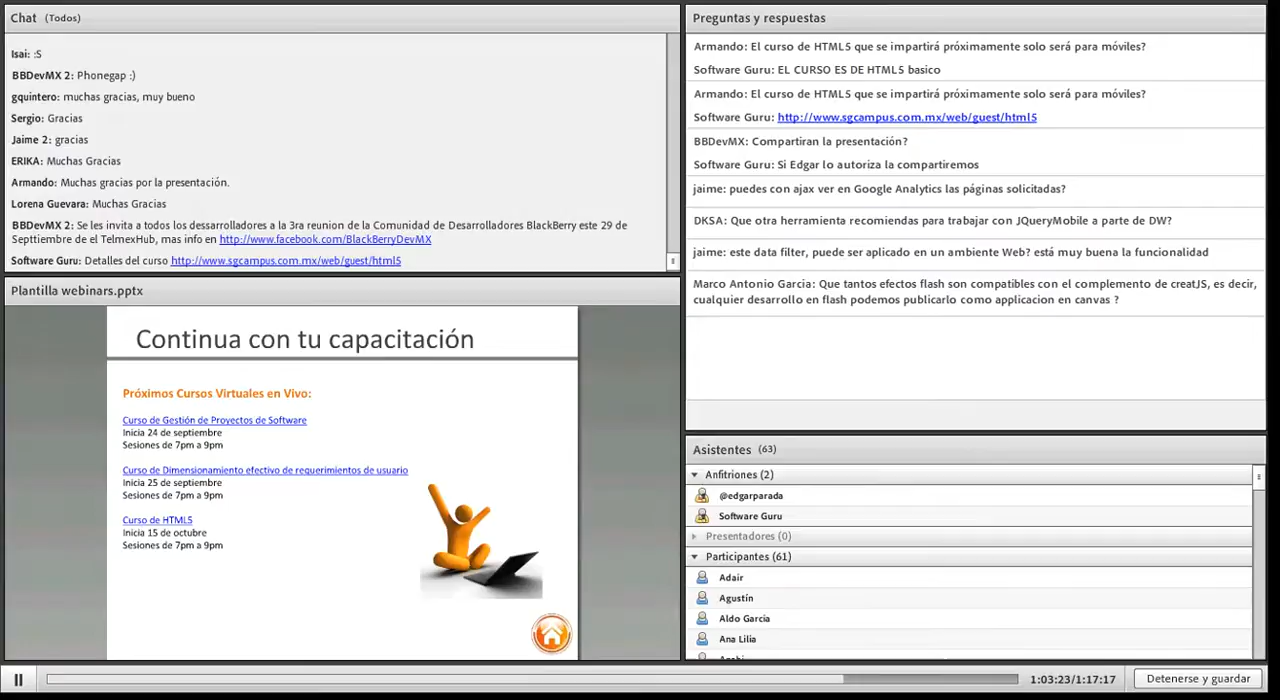 Chat (Todos)
Isai: :S
BBDevMX 2: Phonegap :)
gquintero: muchas gracias, muy bueno
Sergio: Gracias
Jaime 2: gracias
ERIKA: Muchas Gracias
Armando: Muchas gracias por la presentación.
Lorena Guevara: Muchas Gracias
BBDevMX 2: Se les invita a todos los dessarrolladores a la 3ra reunion de la Comunidad de Desarrolladores BlackBerry este 29 de
Septtiembre de el TelmexHub, mas info en http://www.facebook.com/BlackBerryDevMX
Software Guru: Detalles del curso http://www.sgcampus.com.mx/web/guest/html5
Plantilla webinars.pptx
Continua con tu capacitación
Próximos Cursos Virtuales en Vivo:
Curso de Gestión de Proyectos de Software
Inicia 24 de septiembre
Sesiones de 7pm a 9pm
Curso de Dimensionamiento efectivo de requerimientos de usuario
Inicia 25 de septiembre
Sesiones de 7pm a 9pm
Curso de HTML5
Inicia 15 de octubre
Sesiones de 7pm a 9pm
Preguntas y respuestas
Armando: El curso de HTML5 que se impartirá próximamente solo será para móviles?
Software Guru: EL CURSO ES DE HTML5 basico
Armando: El curso de HTML5 que se impartirá próximamente solo será para móviles?
Software Guru: http://www.sgcampus.com.mx/web/guest/html5
BBDevMX: Compartiran la presentación?
Software Guru: Si Edgar lo autoriza la compartiremos
jaime: puedes con ajax ver en Google Analytics las páginas solicitadas?
DKSA: Que otra herramienta recomiendas para trabajar con JQueryMobile a parte de DW?
jaime: este data filter, puede ser aplicado en un ambiente Web? está muy buena la funcionalidad
Marco Antonio Garcia: Que tantos efectos flash son compatibles con el complemento de creatJS, es decir,
cualquier desarrollo en flash podemos publicarlo como applicacion en canvas ?
Asistentes (63)
Anfitriones (2)
@edgarparada
Software Guru
Presentadores (0)
Participantes (61)
Adair
Agustín
Aldo García
Ana Lilia
1:03:23/1:17:17
Detenerse y guardar